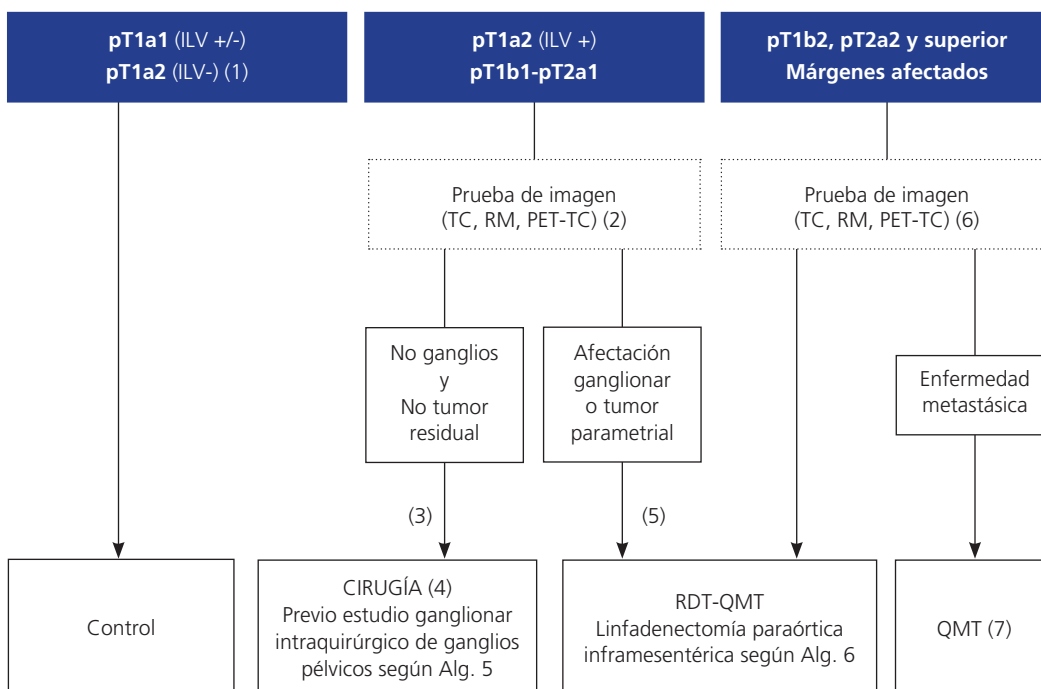 pT1a1 (ILV +/-)
pT1a2 (ILV-) (1)
pT1a2 (ILV +)
pT1b1-pT2a1
pT1b2, pT2a2 y superior
Márgenes afectados
Prueba de imagen
(TC, RM, PET-TC) (2)
Prueba de imagen
(TC, RM, PET-TC) (6)
No ganglios
y
No tumor
residual
Afectación
ganglionar
o tumor
parametrial
Enfermedad
metastásica
(3)
(5)
Control
CIRUGÍA (4)
Previo estudio ganglionar
intraquirúrgico de ganglios
pélvicos según Alg. 5
RDT-QMT
Linfadenectomía paraórtica
inframesentérica según Alg. 6
QMT (7)